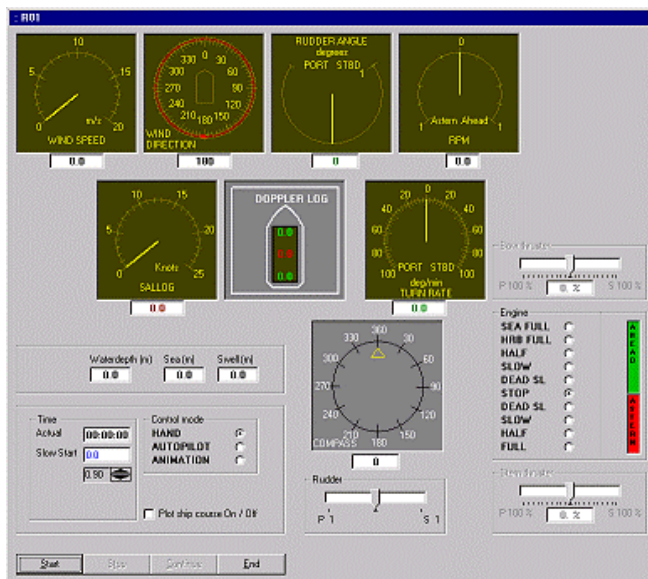 : R01
10
5
15
0
20
m/s
WIND SPEED
0.0
0
330
30
300
60
270
90
240
120
210
150
180
WIND
DIRECTION
180
RUDDER ANGLE
degrees
PORT STBD
1
0
0
Astern Ahead
1
1
RPM
0.0
10
15
5
20
0
25
Knots
SALLOG
0.0
DOPPLER LOG
0.0
0.0
0.0
0
20
20
40
40
60
60
80
80
100
100
PORT STBD
deg/min
TURN RATE
0.0
Bow thruster
P 100 %
0. %
S 100 %
Waterdepth (m) Sea (m) Swell (m)
0.0 0.0 0.0
360
330
30
300
60
270
90
240
120
210
150
180
COMPASS
0
Engine
SEA FULL
HRB FULL
HALF
SLOW
DEAD SL
STOP
DEAD SL
SLOW
HALF
FULL
AHEAD
ASTERN
Time
Actual 00:00:00
Slow Start 0.0
0.90
Control mode
HAND
AUTOPILOT
ANIMATION
Plot ship course On / Off
Rudder
P 1
S 1
Stern thruster
P 100 %
0. %
S 100 %
Start Stop Continue End